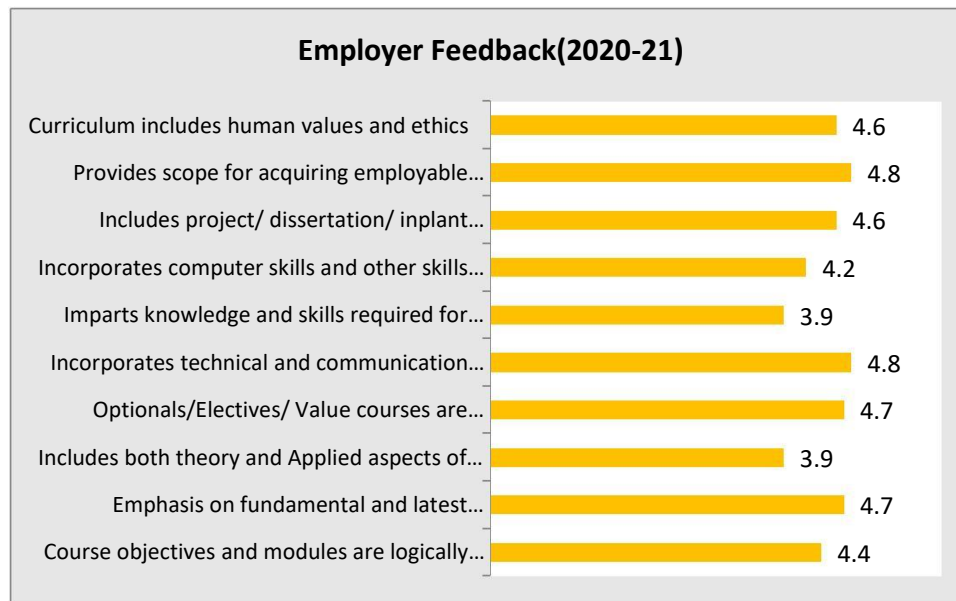 Employer Feedback(2020-21)
Curriculum includes human values and ethics 4.6
Provides scope for acquiring employable... 4.8
Includes project/ dissertation/ inplant... 4.6
Incorporates computer skills and other skills... 4.2
Imparts knowledge and skills required for... 3.9
Incorporates technical and communication... 4.8
Optionals/Electives/ Value courses are... 4.7
Includes both theory and Applied aspects of... 3.9
Emphasis on fundamental and latest... 4.7
Course objectives and modules are logically... 4.4